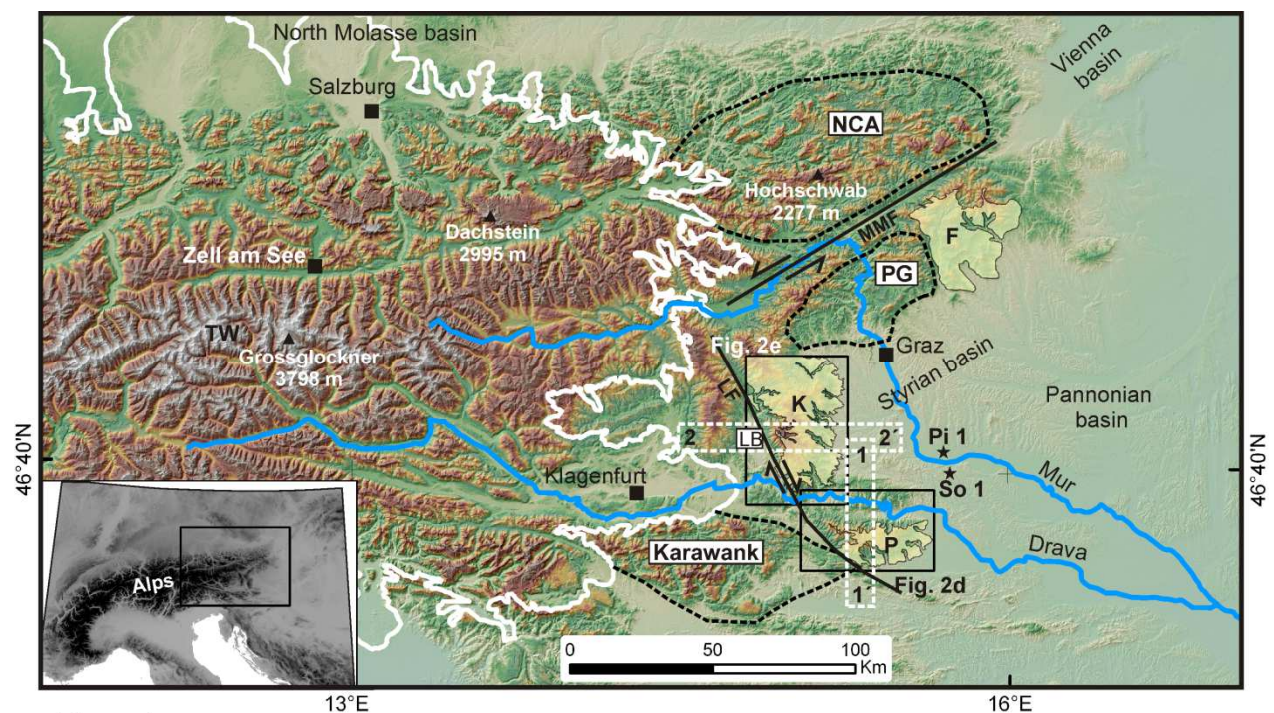 North Molasse basin
Vienna
basin
Salzburg
NCA
Hochschwab
2277 m
Dachstein
2995 m
MMF
F
Zell am See
PG
TW
Grossglockner
3798 m
Fig. 2e
Graz
Styrian basin
LF
K
Pannonian
basin
2
LB
2'
1
Pi 1
46°40'N
46°40'N
Klagenfurt
So 1
Mur
Karawank
P
Drava
Alps
Fig. 2d
1'
0
50
100
Km
13°E
16°E